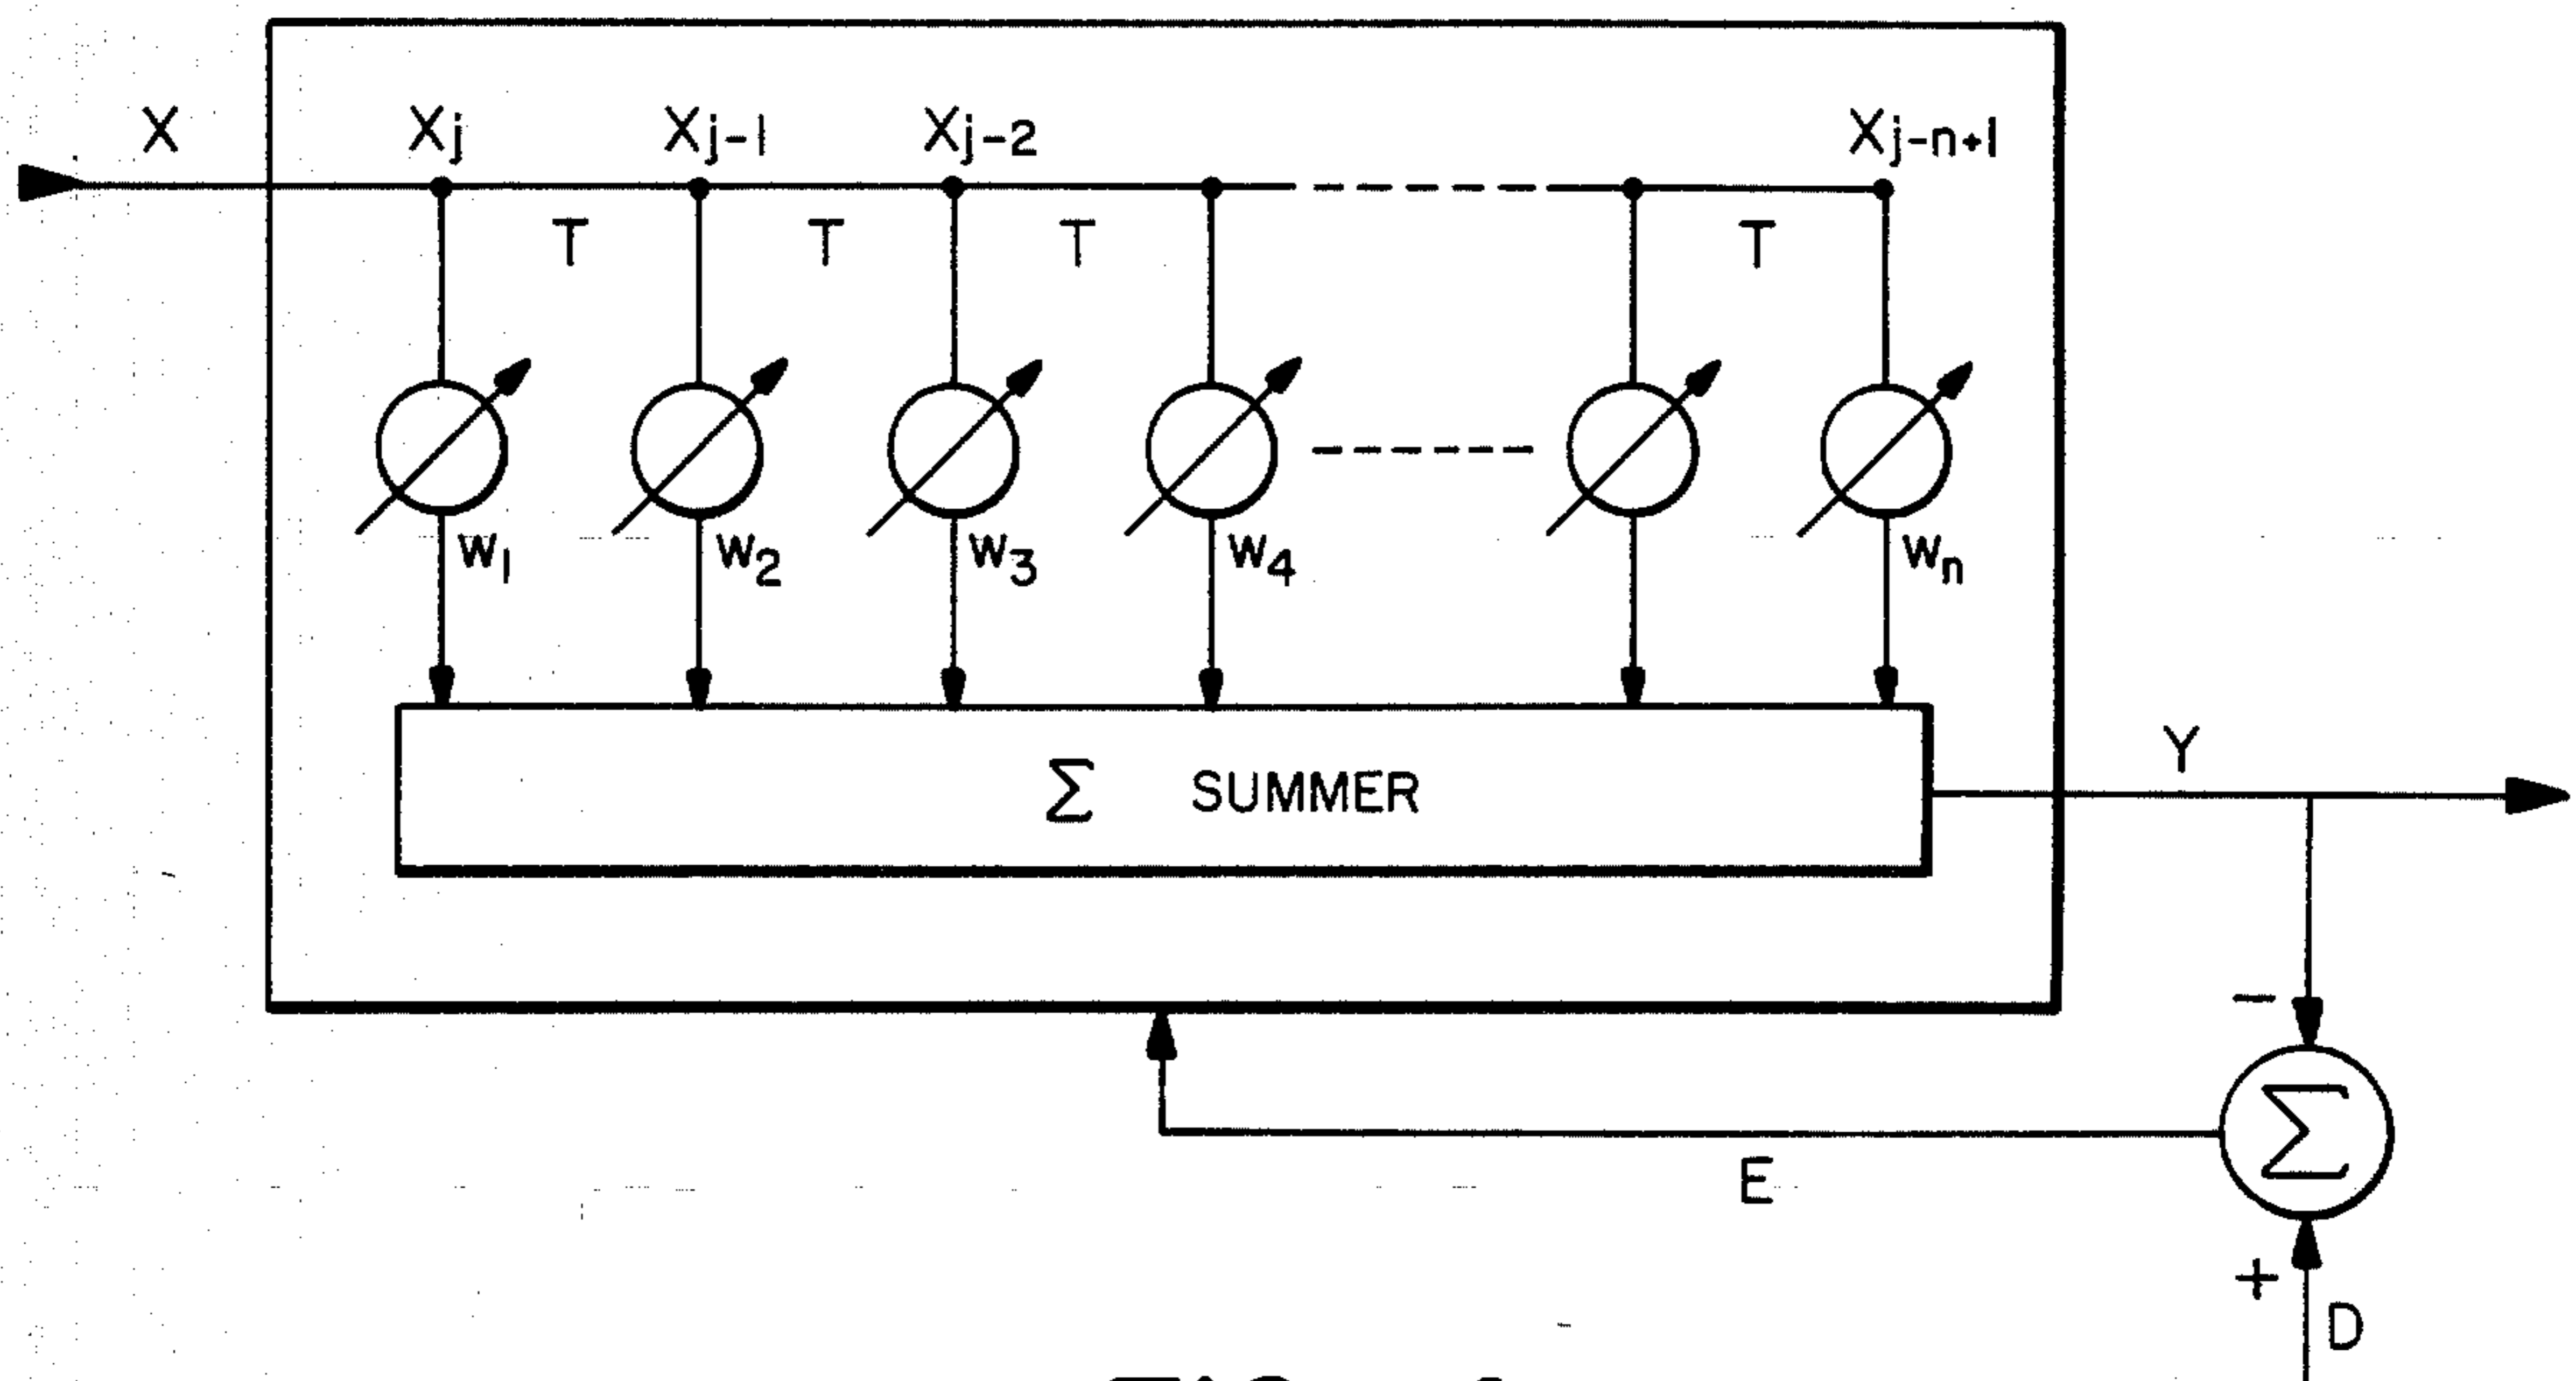 X Xj Xj-1 Xj-2 Xj-n+1
T T T T
W1 W2 W3 W4 Wn
Σ SUMMER
Y
−
Σ
E
+
D